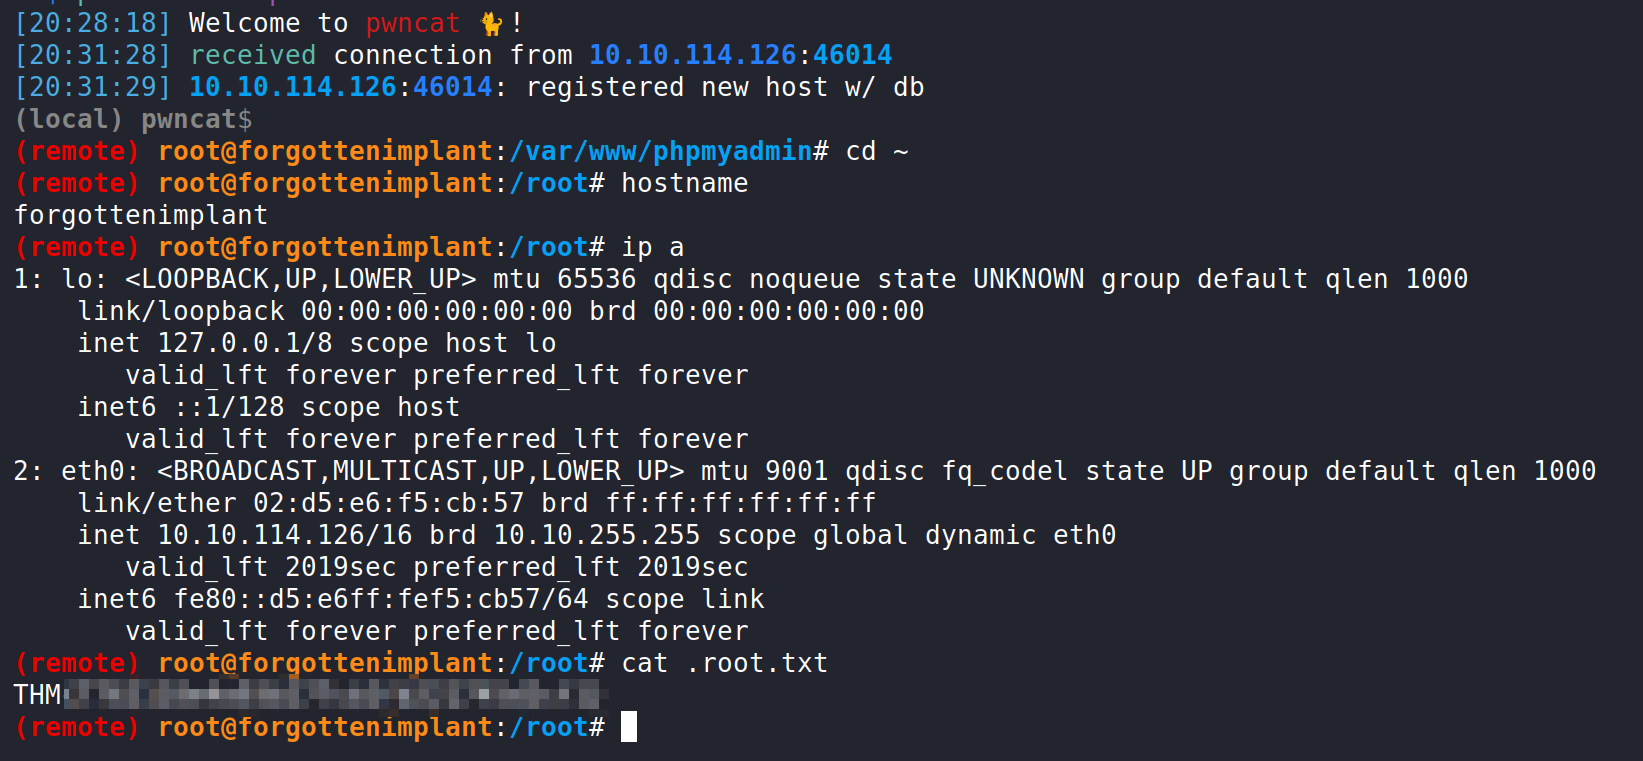 [20:28:18] Welcome to pwncat 🐈!
[20:31:28] received connection from 10.10.114.126:46014
[20:31:29] 10.10.114.126:46014: registered new host w/ db
(local) pwncat$
(remote) root@forgottenimplant:/var/www/phpmyadmin# cd ~
(remote) root@forgottenimplant:/root# hostname
forgottenimplant
(remote) root@forgottenimplant:/root# ip a
1: lo: <LOOPBACK,UP,LOWER_UP> mtu 65536 qdisc noqueue state UNKNOWN group default qlen 1000
    link/loopback 00:00:00:00:00:00 brd 00:00:00:00:00:00
    inet 127.0.0.1/8 scope host lo
       valid_lft forever preferred_lft forever
    inet6 ::1/128 scope host
       valid_lft forever preferred_lft forever
2: eth0: <BROADCAST,MULTICAST,UP,LOWER_UP> mtu 9001 qdisc fq_codel state UP group default qlen 1000
    link/ether 02:d5:e6:f5:cb:57 brd ff:ff:ff:ff:ff:ff
    inet 10.10.114.126/16 brd 10.10.255.255 scope global dynamic eth0
       valid_lft 2019sec preferred_lft 2019sec
    inet6 fe80::d5:e6ff:fef5:cb57/64 scope link
       valid_lft forever preferred_lft forever
(remote) root@forgottenimplant:/root# cat .root.txt
THM
(remote) root@forgottenimplant:/root#